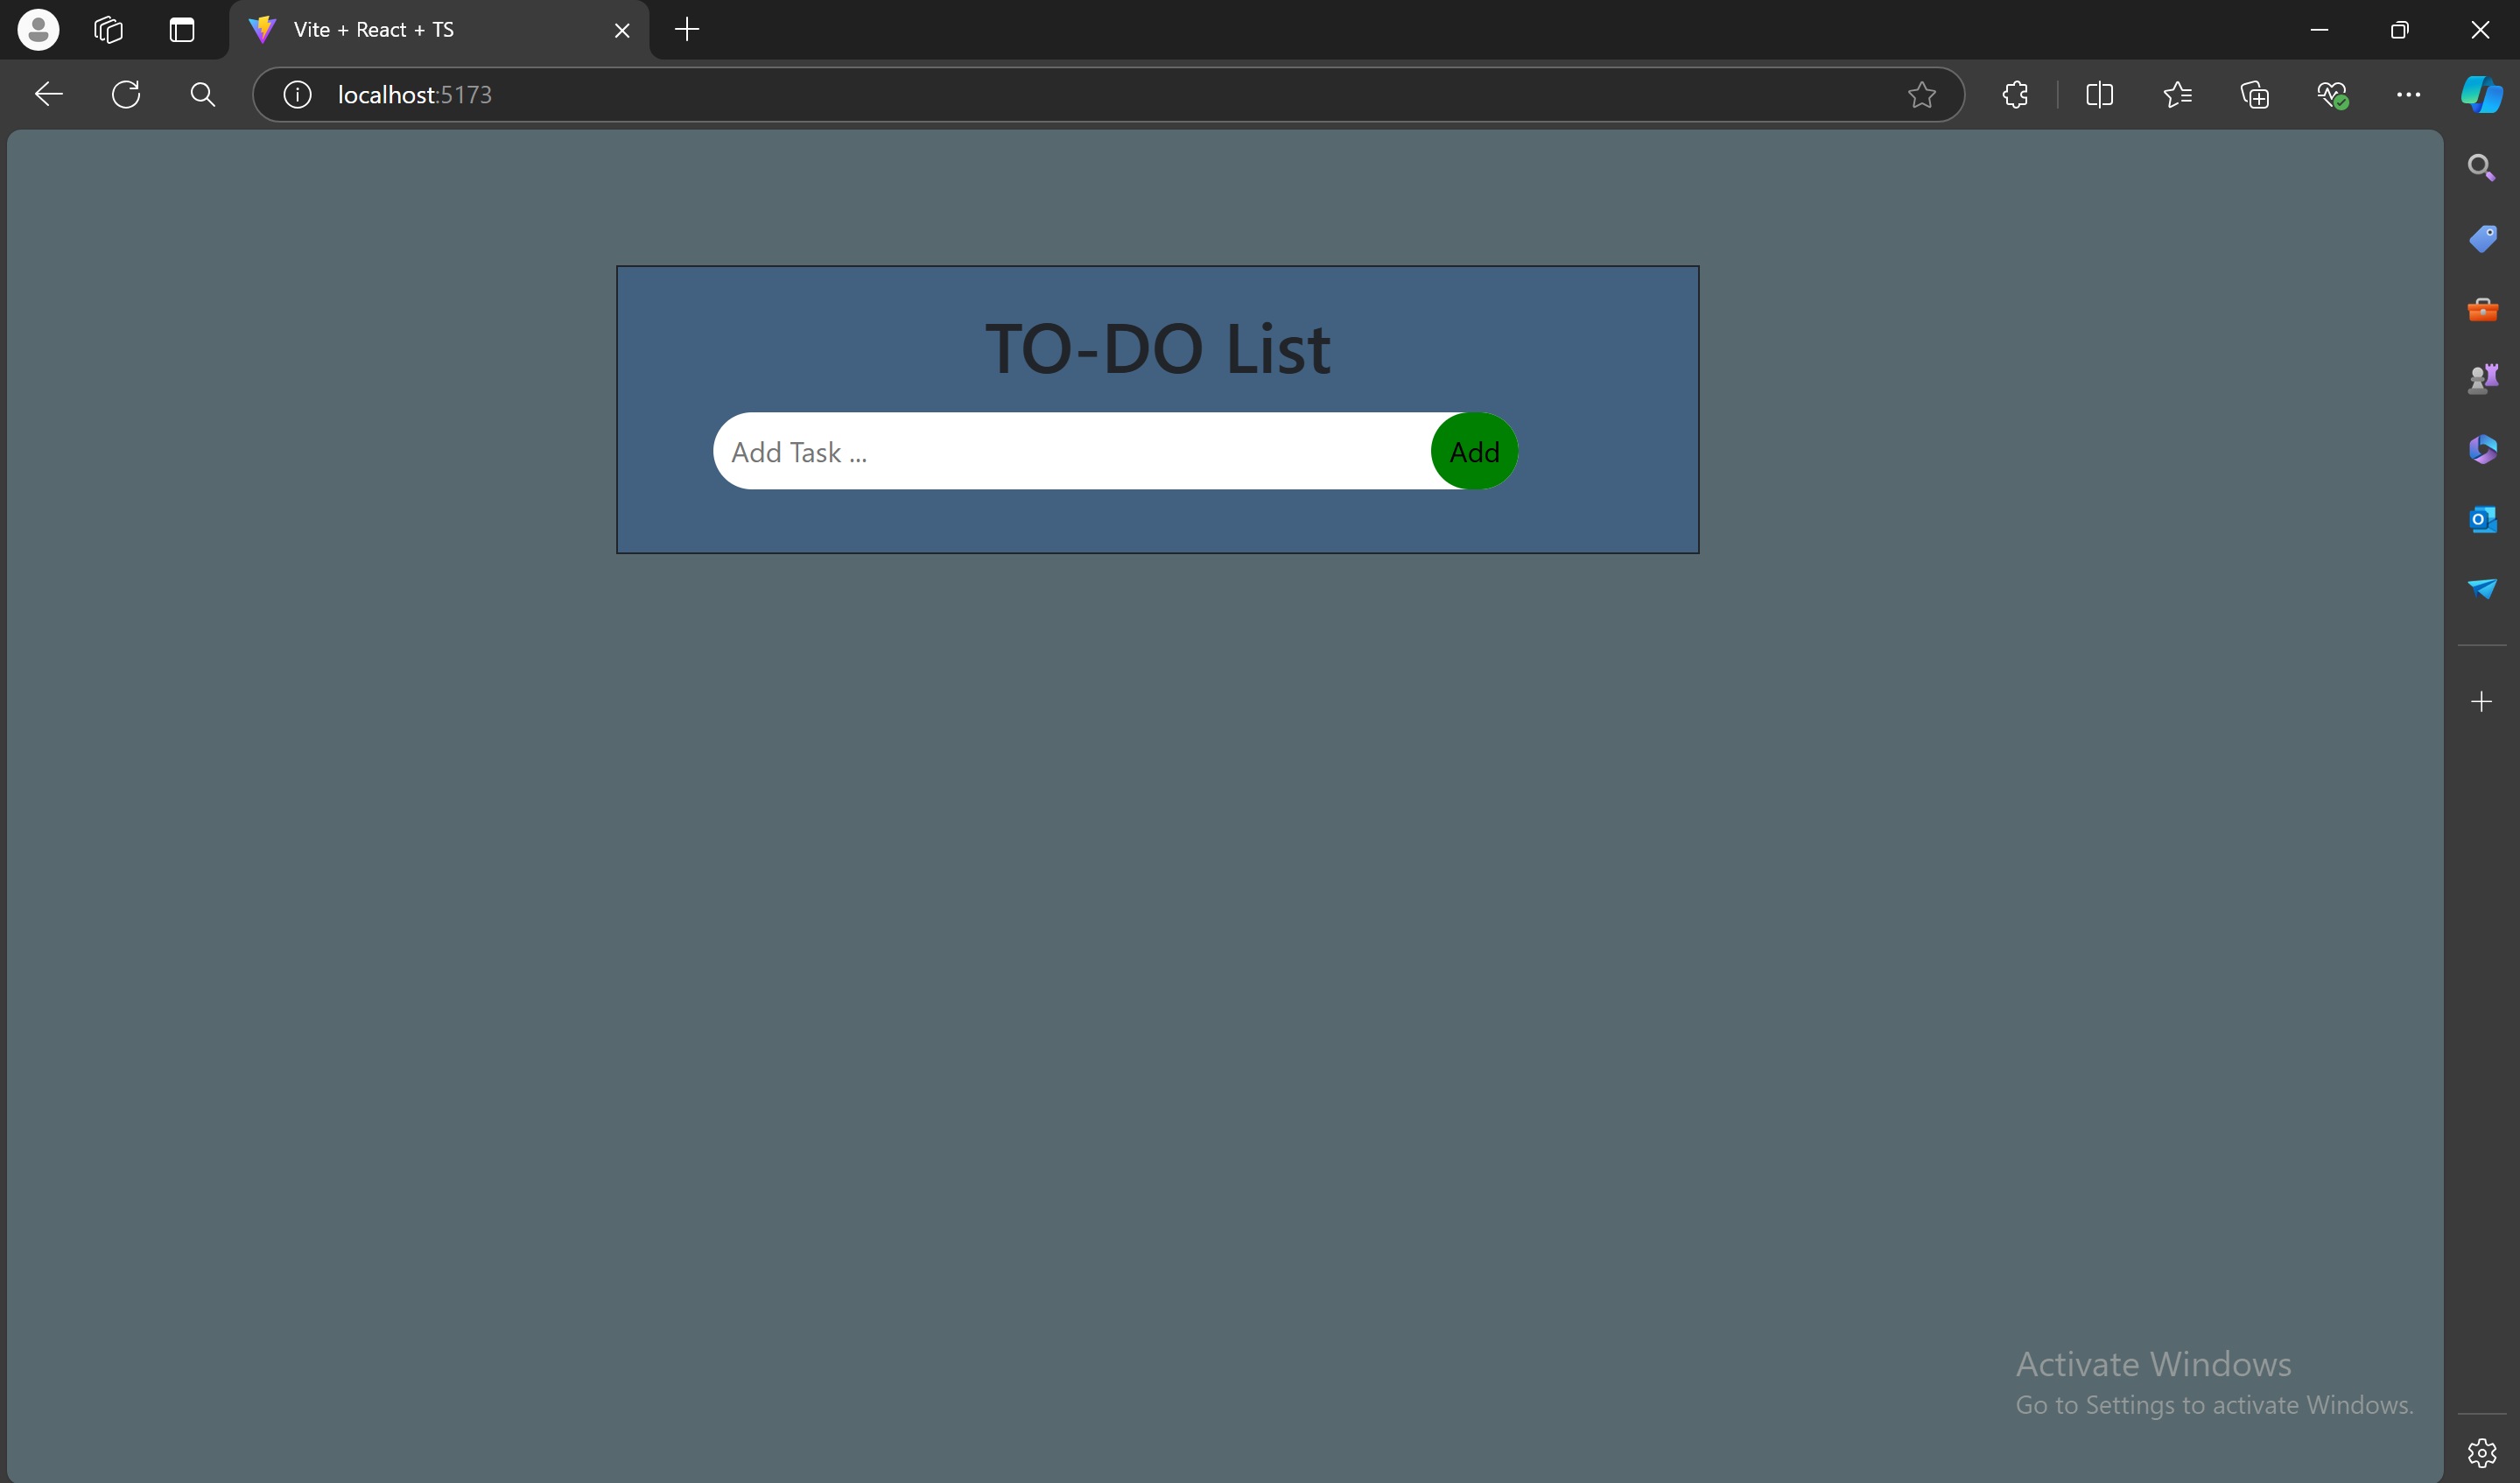 Vite + React + TS
localhost:5173
TO-DO List
Add Task ...
Add
Activate Windows
Go to Settings to activate Windows.